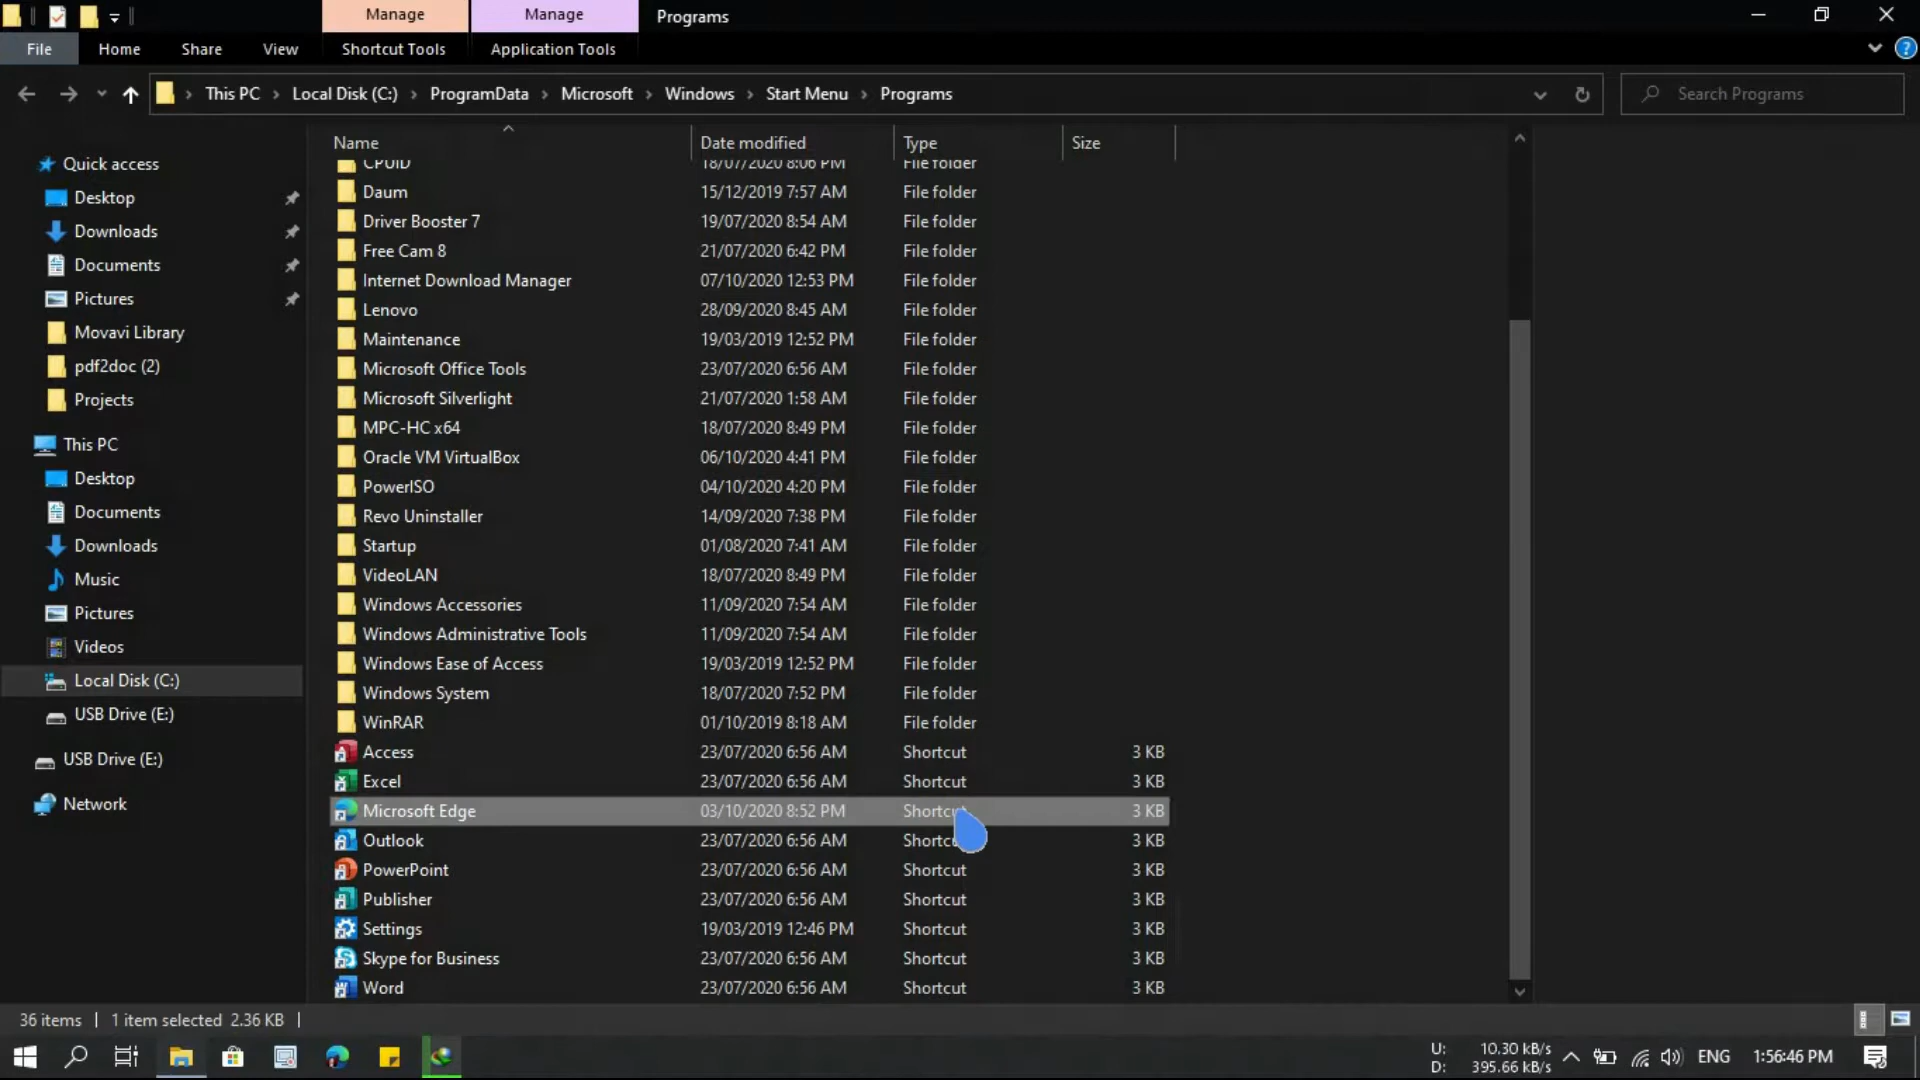 Manage
Manage
Programs
File
Home
Share
View
Shortcut Tools
Application Tools
This PC
Local Disk (C:)
ProgramData
Microsoft
Windows
Start Menu
Programs
Search Programs
Name
Date modified
Type
Size
Quick access
Desktop
Downloads
Documents
Pictures
Movavi Library
pdf2doc (2)
Projects
This PC
Desktop
Documents
Downloads
Music
Pictures
Videos
Local Disk (C:)
USB Drive (E:)
USB Drive (E:)
Network
CPUID 18/07/2020 8:06 PM File folder
Daum 15/12/2019 7:57 AM File folder
Driver Booster 7 19/07/2020 8:54 AM File folder
Free Cam 8 21/07/2020 6:42 PM File folder
Internet Download Manager 07/10/2020 12:53 PM File folder
Lenovo 28/09/2020 8:45 AM File folder
Maintenance 19/03/2019 12:52 PM File folder
Microsoft Office Tools 23/07/2020 6:56 AM File folder
Microsoft Silverlight 21/07/2020 1:58 AM File folder
MPC-HC x64 18/07/2020 8:49 PM File folder
Oracle VM VirtualBox 06/10/2020 4:41 PM File folder
PowerISO 04/10/2020 4:20 PM File folder
Revo Uninstaller 14/09/2020 7:38 PM File folder
Startup 01/08/2020 7:41 AM File folder
VideoLAN 18/07/2020 8:49 PM File folder
Windows Accessories 11/09/2020 7:54 AM File folder
Windows Administrative Tools 11/09/2020 7:54 AM File folder
Windows Ease of Access 19/03/2019 12:52 PM File folder
Windows System 18/07/2020 7:52 PM File folder
WinRAR 01/10/2019 8:18 AM File folder
Access 23/07/2020 6:56 AM Shortcut 3 KB
Excel 23/07/2020 6:56 AM Shortcut 3 KB
Microsoft Edge 03/10/2020 8:52 PM Shortcut 3 KB
Outlook 23/07/2020 6:56 AM Shortcut 3 KB
PowerPoint 23/07/2020 6:56 AM Shortcut 3 KB
Publisher 23/07/2020 6:56 AM Shortcut 3 KB
Settings 19/03/2019 12:46 PM Shortcut 3 KB
Skype for Business 23/07/2020 6:56 AM Shortcut 3 KB
Word 23/07/2020 6:56 AM Shortcut 3 KB
36 items
1 item selected 2.36 KB
U: 10.30 kB/s
D: 395.66 kB/s
ENG
1:56:46 PM